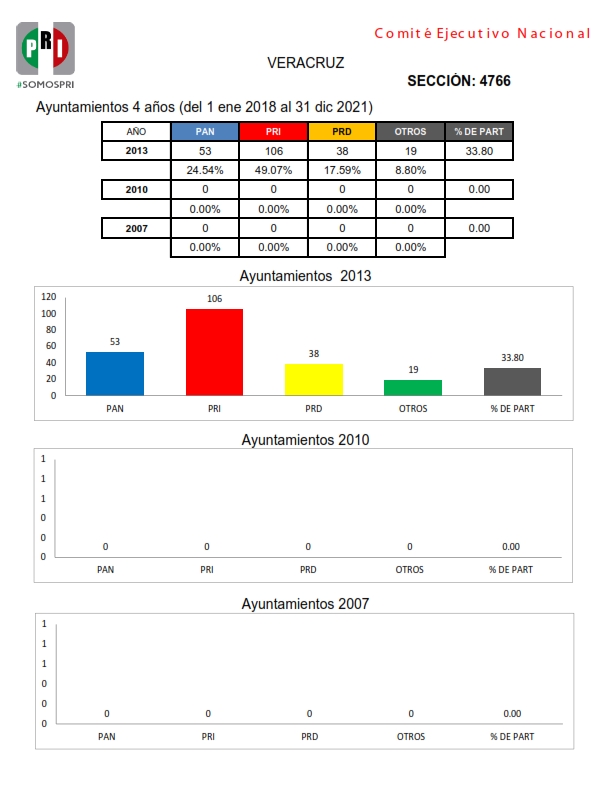 Comité Ejecutivo Nacional
PRI
#SOMOSPRI
VERACRUZ
SECCIÓN: 4766
Ayuntamientos 4 años (del 1 ene 2018 al 31 dic 2021)
AÑO PAN PRI PRD OTROS % DE PART
2013 53 106 38 19 33.80
24.54% 49.07% 17.59% 8.80%
2010 0 0 0 0 0.00
0.00% 0.00% 0.00% 0.00%
2007 0 0 0 0 0.00
0.00% 0.00% 0.00% 0.00%
Ayuntamientos 2013
120
100
80
60
40
20
0
53
106
38
19
33.80
PAN PRI PRD OTROS % DE PART
Ayuntamientos 2010
1
1
1
0
0
0
0 0 0 0 0.00
PAN PRI PRD OTROS % DE PART
Ayuntamientos 2007
1
1
1
0
0
0
0 0 0 0 0.00
PAN PRI PRD OTROS % DE PART